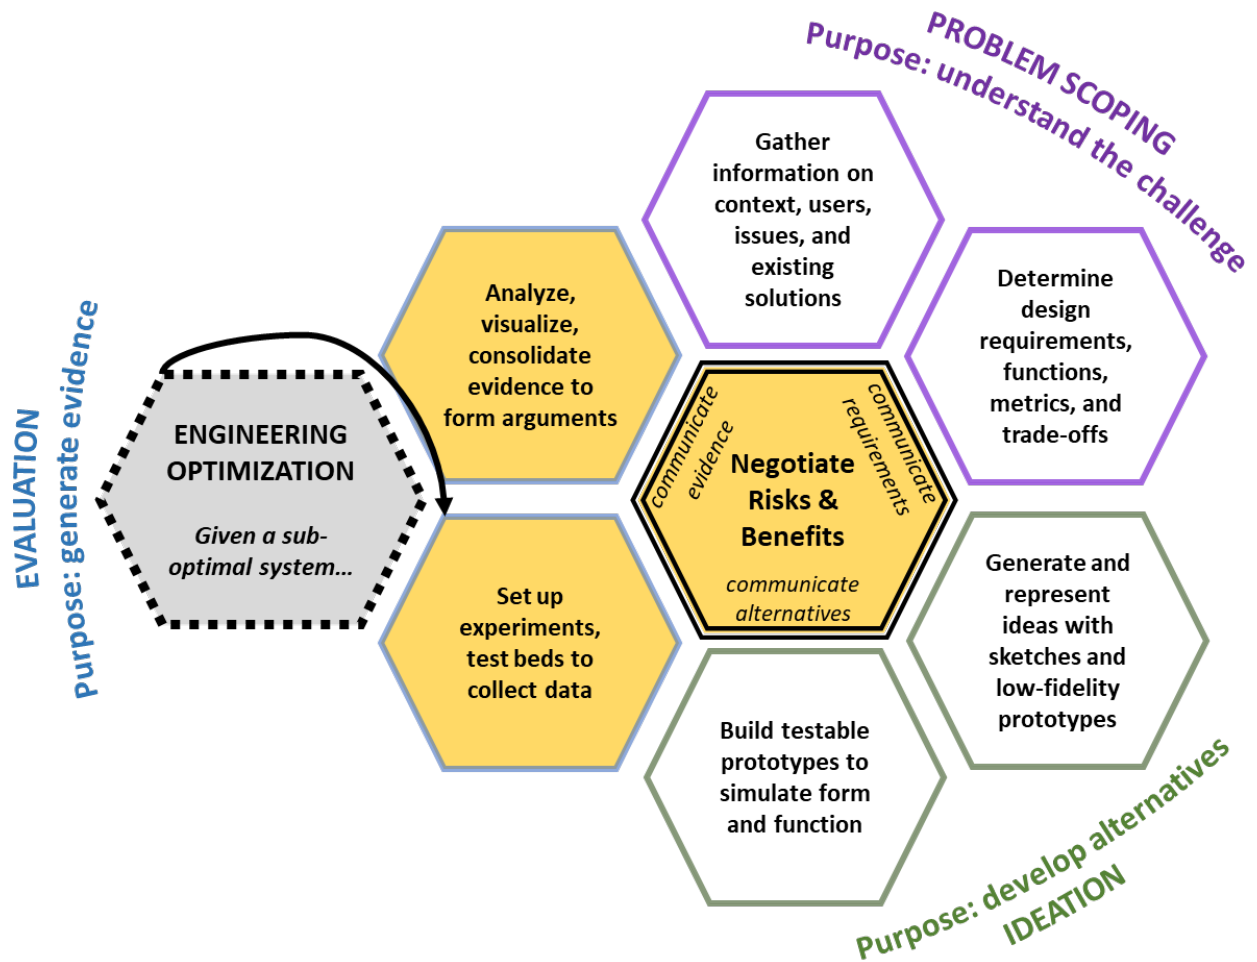 PROBLEM SCOPING
Purpose: understand the challenge
Gather
information on
context, users,
issues, and
existing
solutions
Determine
design
requirements,
functions,
metrics, and
trade-offs
EVALUATION
Purpose: generate evidence
Analyze,
visualize,
consolidate
evidence to
form arguments
ENGINEERING
OPTIMIZATION
Given a sub-
optimal system...
communicate
evidence
communicate
requirements
Negotiate
Risks &
Benefits
communicate
alternatives
Set up
experiments,
test beds to
collect data
Generate and
represent
ideas with
sketches and
low-fidelity
prototypes
Build testable
prototypes to
simulate form
and function
Purpose: develop alternatives
IDEATION